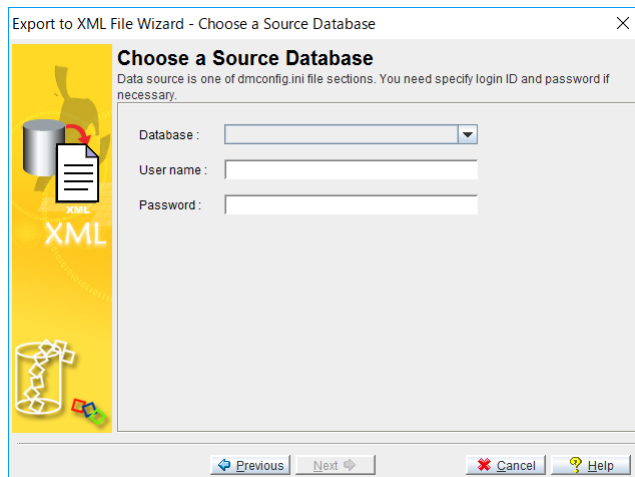 Export to XML File Wizard - Choose a Source Database
Choose a Source Database
Data source is one of dmconfig.ini file sections. You need specify login ID and password if
necessary.
Database :
User name :
Password :
XML
XML
Previous
Next
Cancel
Help